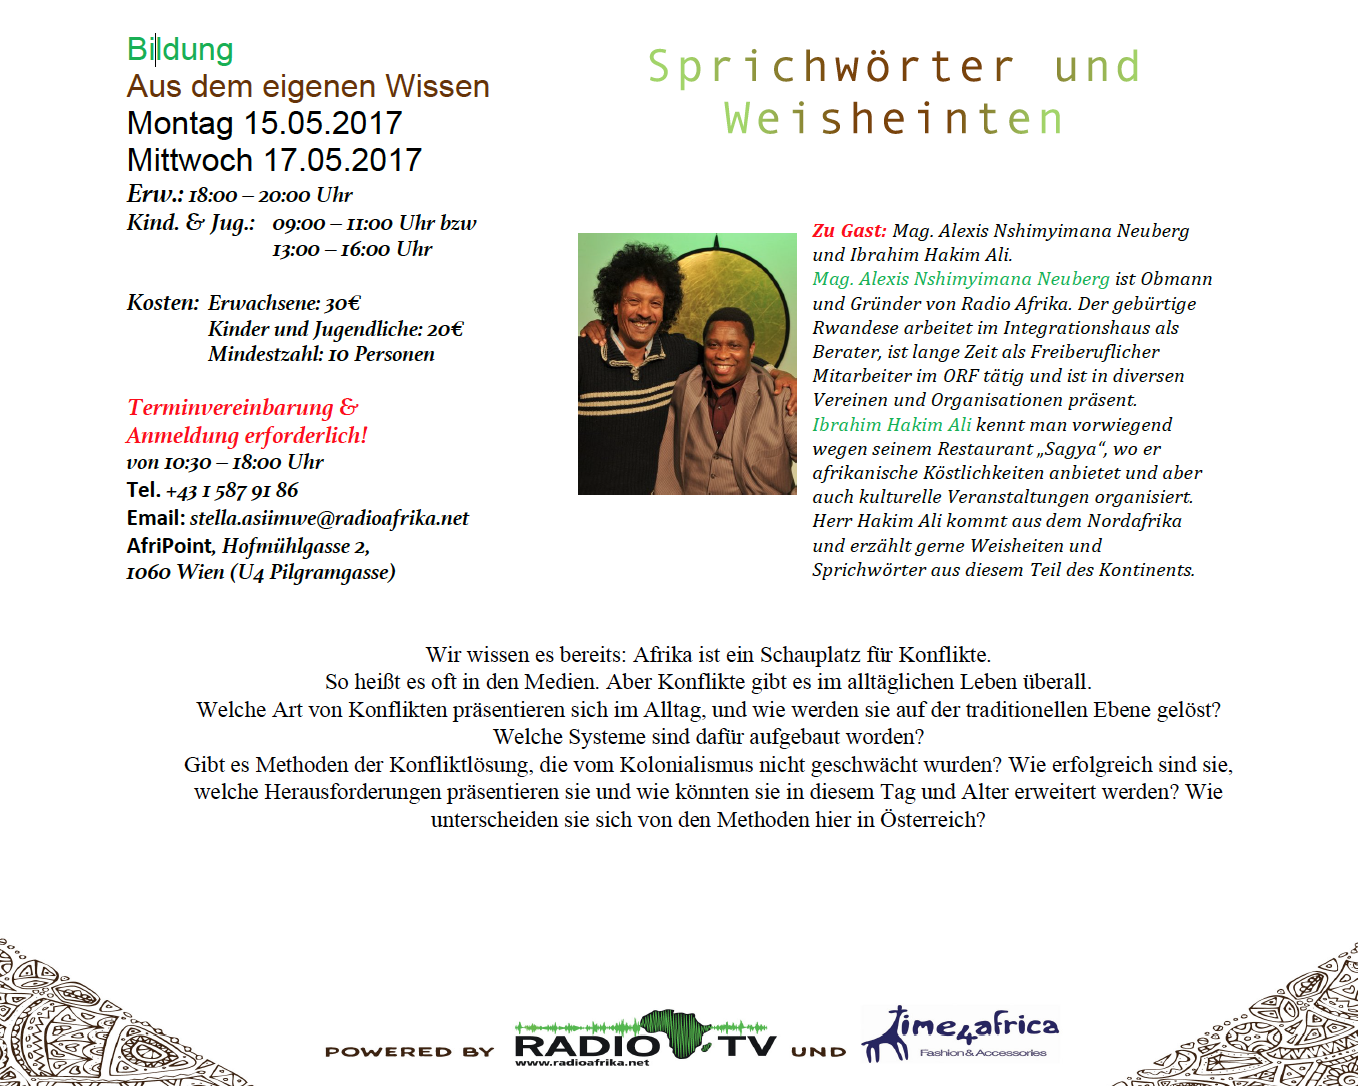 Bildung
Aus dem eigenen Wissen
Montag 15.05.2017
Mittwoch 17.05.2017
Erw.: 18:00 – 20:00 Uhr
Kind. & Jug.: 09:00 – 11:00 Uhr bzw
13:00 – 16:00 Uhr
Kosten: Erwachsene: 30€
Kinder und Jugendliche: 20€
Mindestzahl: 10 Personen
Terminvereinbarung &
Anmeldung erforderlich!
von 10:30 – 18:00 Uhr
Tel. +43 1 587 91 86
Email: stella.asiimwe@radioafrika.net
AfriPoint, Hofmühlgasse 2,
1060 Wien (U4 Pilgramgasse)
Sprichwörter und
Weisheinten
Zu Gast: Mag. Alexis Nshimyimana Neuberg
und Ibrahim Hakim Ali.
Mag. Alexis Nshimyimana Neuberg ist Obmann
und Gründer von Radio Afrika. Der gebürtige
Rwandese arbeitet im Integrationshaus als
Berater, ist lange Zeit als Freiberuflicher
Mitarbeiter im ORF tätig und ist in diversen
Vereinen und Organisationen präsent.
Ibrahim Hakim Ali kennt man vorwiegend
wegen seinem Restaurant „Sagya“, wo er
afrikanische Köstlichkeiten anbietet und aber
auch kulturelle Veranstaltungen organisiert.
Herr Hakim Ali kommt aus dem Nordafrika
und erzählt gerne Weisheiten und
Sprichwörter aus diesem Teil des Kontinents.
Wir wissen es bereits: Afrika ist ein Schauplatz für Konflikte.
So heißt es oft in den Medien. Aber Konflikte gibt es im alltäglichen Leben überall.
Welche Art von Konflikten präsentieren sich im Alltag, und wie werden sie auf der traditionellen Ebene gelöst?
Welche Systeme sind dafür aufgebaut worden?
Gibt es Methoden der Konfliktlösung, die vom Kolonialismus nicht geschwächt wurden? Wie erfolgreich sind sie,
welche Herausforderungen präsentieren sie und wie könnten sie in diesem Tag und Alter erweitert werden? Wie
unterscheiden sie sich von den Methoden hier in Österreich?
POWERED BY RADIO TV UND Time4africa
www.radioafrika.net
Fashion & Accessories